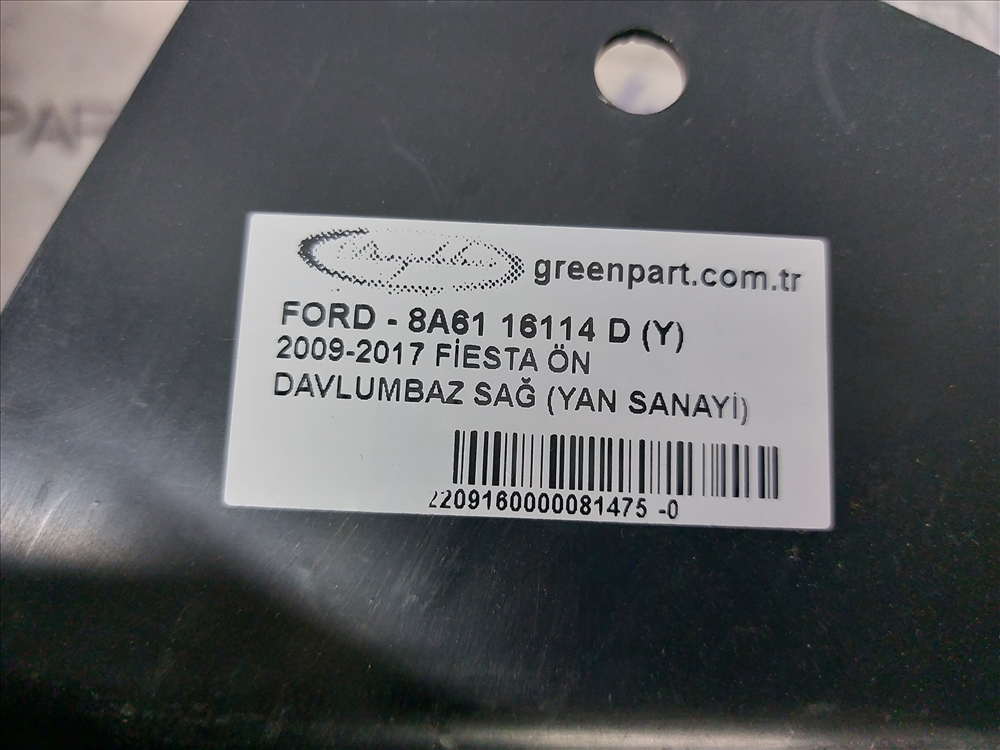 greenpart.com.tr
FORD - 8A61 16114 D (Y)
2009-2017 FİESTA ÖN
DAVLUMBAZ SAĞ (YAN SANAYİ)
2209160000081475 -0